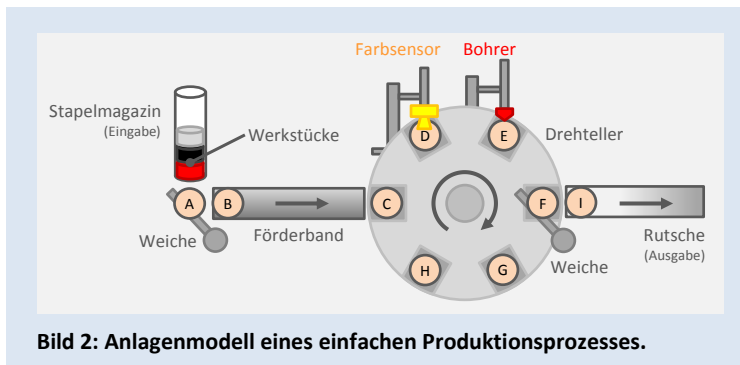 Farbsensor
Bohrer
Stapelmagazin
(Eingabe)
Werkstücke
Drehteller
D
E
A
B
C
F
I
Weiche
Förderband
H
G
Weiche
Rutsche
(Ausgabe)
Bild 2: Anlagenmodell eines einfachen Produktionsprozesses.